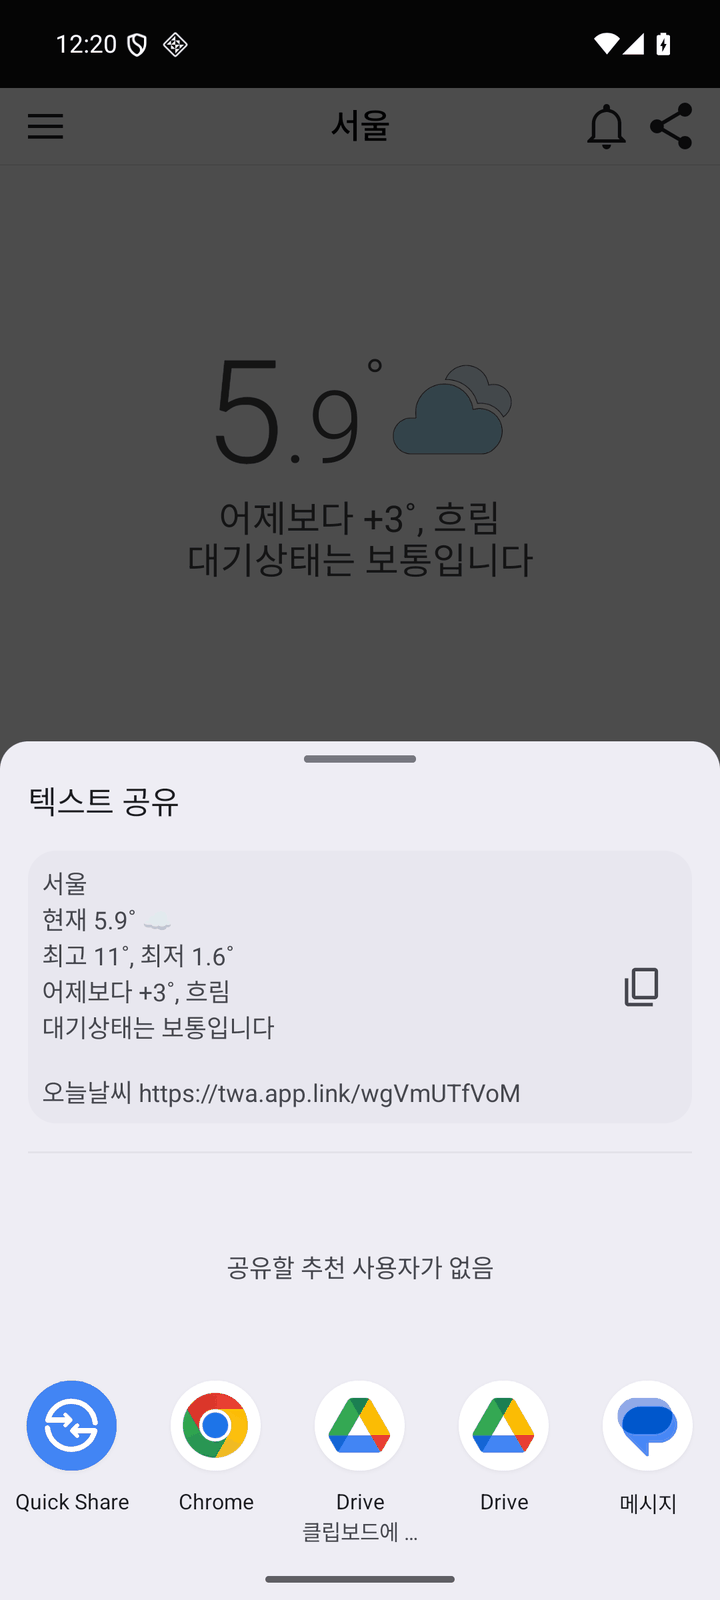 12:20
서울
5.9°
어제보다 +3˚, 흐림
대기상태는 보통입니다
텍스트 공유
서울
현재 5.9˚ ☁️
최고 11˚, 최저 1.6˚
어제보다 +3˚, 흐림
대기상태는 보통입니다
오늘날씨 https://twa.app.link/wgVmUTfVoM
공유할 추천 사용자가 없음
Quick Share
Chrome
Drive
클립보드에 ...
Drive
메시지